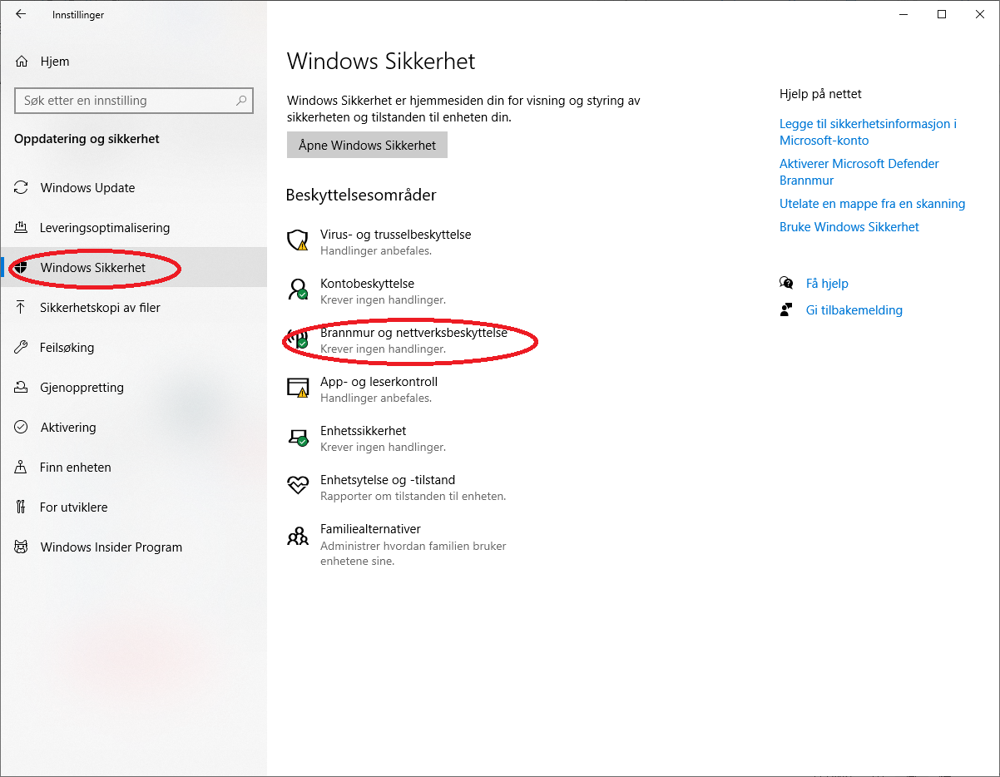 Innstillinger
Hjem
Søk etter en innstilling
Oppdatering og sikkerhet
Windows Update
Leveringsoptimalisering
Windows Sikkerhet
Sikkerhetskopi av filer
Feilsøking
Gjenoppretting
Aktivering
Finn enheten
For utviklere
Windows Insider Program
Windows Sikkerhet
Windows Sikkerhet er hjemmesiden din for visning og styring av
sikkerheten og tilstanden til enheten din.
Åpne Windows Sikkerhet
Beskyttelsesområder
Virus- og trusselbeskyttelse
Handlinger anbefales.
Kontobeskyttelse
Krever ingen handlinger.
Brannmur og nettverksbeskyttelse
Krever ingen handlinger.
App- og leserkontroll
Handlinger anbefales.
Enhetssikkerhet
Krever ingen handlinger.
Enhetsytelse og -tilstand
Rapporter om tilstanden til enheten.
Familiealternativer
Administrer hvordan familien bruker
enhetene sine.
Hjelp på nettet
Legge til sikkerhetsinformasjon i
Microsoft-konto
Aktiverer Microsoft Defender
Brannmur
Utelate en mappe fra en skanning
Bruke Windows Sikkerhet
Få hjelp
Gi tilbakemelding